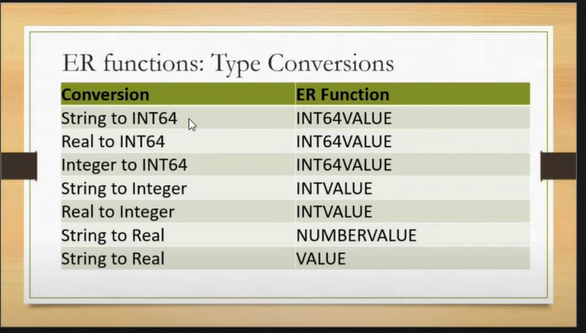 ER functions: Type Conversions
Conversion ER Function
String to INT64 INT64VALUE
Real to INT64 INT64VALUE
Integer to INT64 INT64VALUE
String to Integer INTVALUE
Real to Integer INTVALUE
String to Real NUMBERVALUE
String to Real VALUE